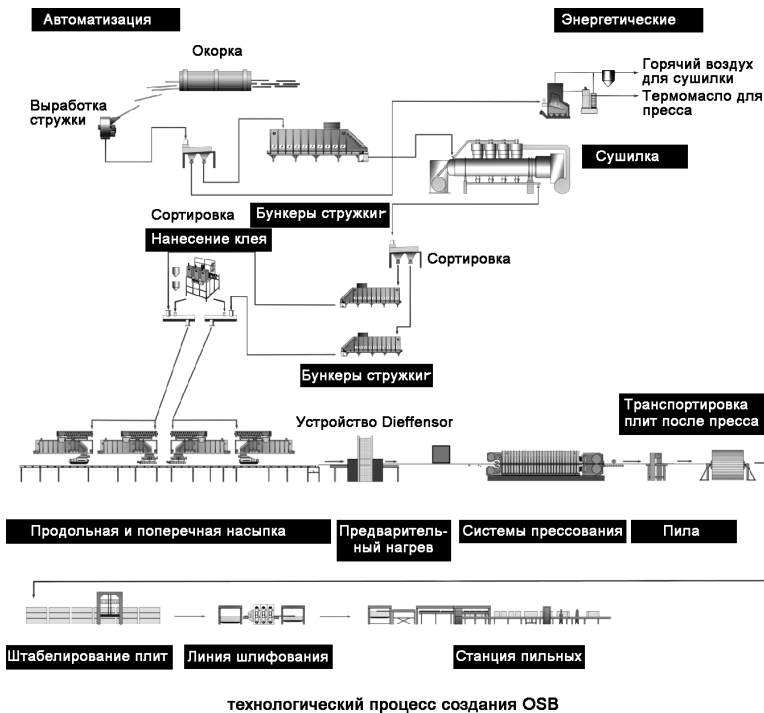 Автоматизация
Энергетические
Окорка
Горячий воздух
для сушилки
Термомасло для
пресса
Выработка
стружки
Сушилка
Сортировка
Бункеры стружкиг
Нанесение клея
Сортировка
Бункеры стружкиг
Устройство Dieffensor
Транспортировка
плит после пресса
Продольная и поперечная насыпка
Предваритель-
ный нагрев
Системы прессования
Пила
Штабелирование плит
Линия шлифования
Станция пильных
технологический процесс создания OSB